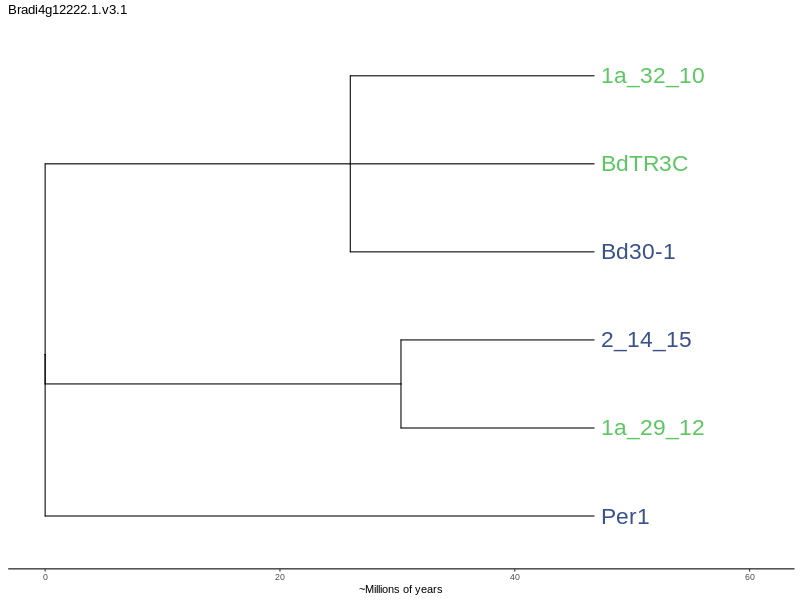 Bradi4g12222.1.v3.1
1a_32_10
BdTR3C
Bd30-1
2_14_15
1a_29_12
Per1
0 20 40 60
~Millions of years